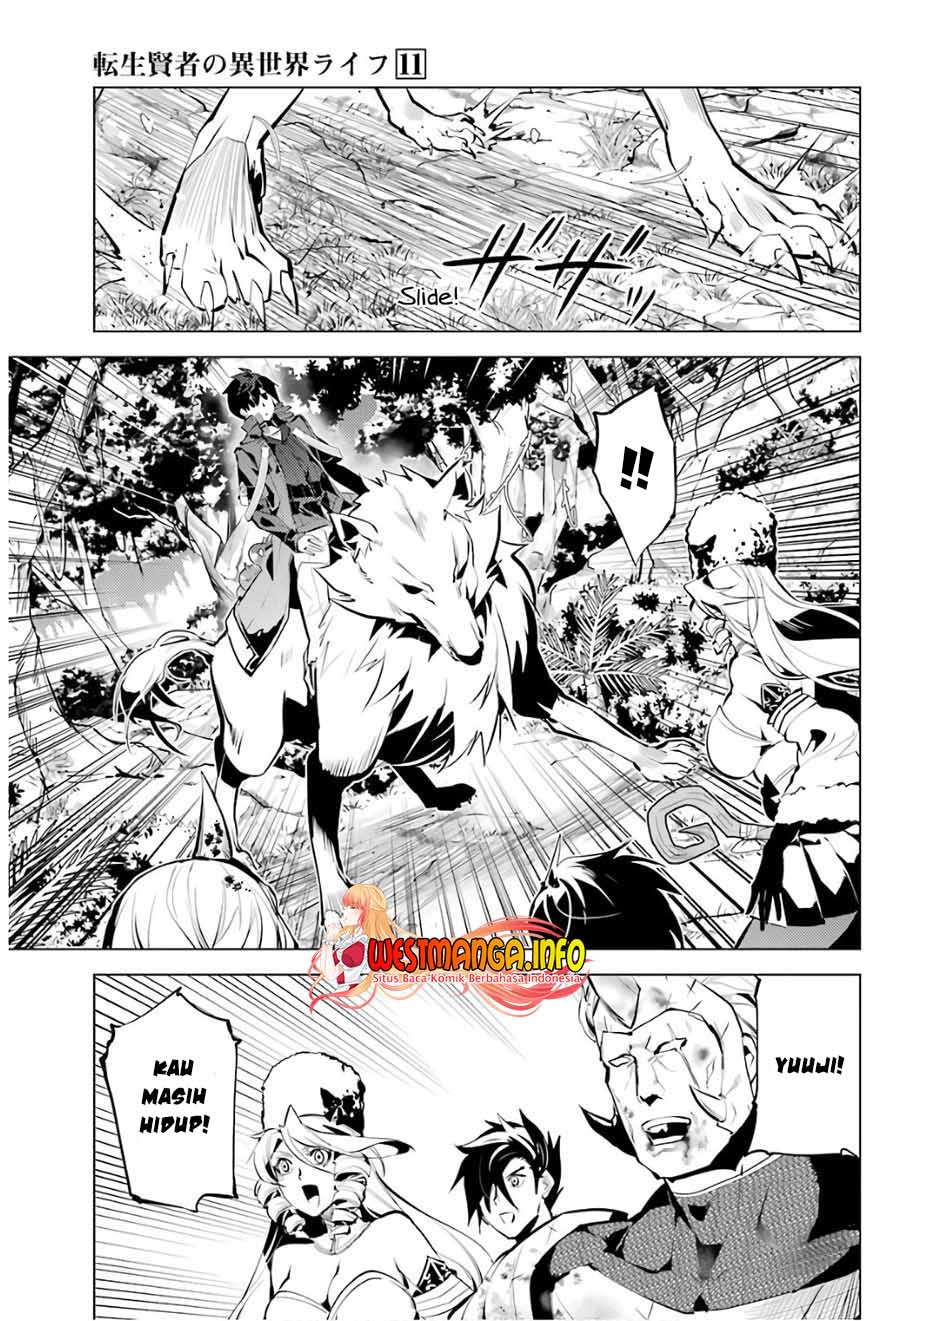 転生賢者の異世界ライフ 11
ザザ
Slide!
!!
WESTMANGA.INFO
Situs Baca Komik Berbahasa Indonesia
YUUJI!
KAU
MASIH
HIDUP!